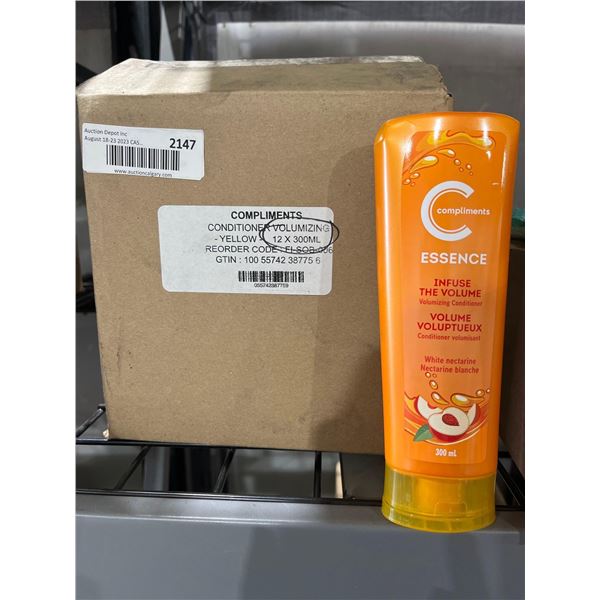 Auction Depot Inc
August 18-23 2023 CAS..
2147
www.auctioncalgary.com
COMPLIMENTS
CONDITIONER VOLUMIZING
- YELLOW 12 X 300ML
REORDER CODE
GTIN : 100 55742 38775 6
C
compliments
ESSENCE
INFUSE
THE VOLUME
Volumizing Conditioner
VOLUME
VOLUPTUEUX
Conditioner volumisant
White nectarine
Nectarine blanche
300 mL